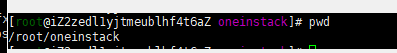 [root@iZ2zedl1yjtmeublhf4t6aZ oneinstack]# pwd
/root/oneinstack